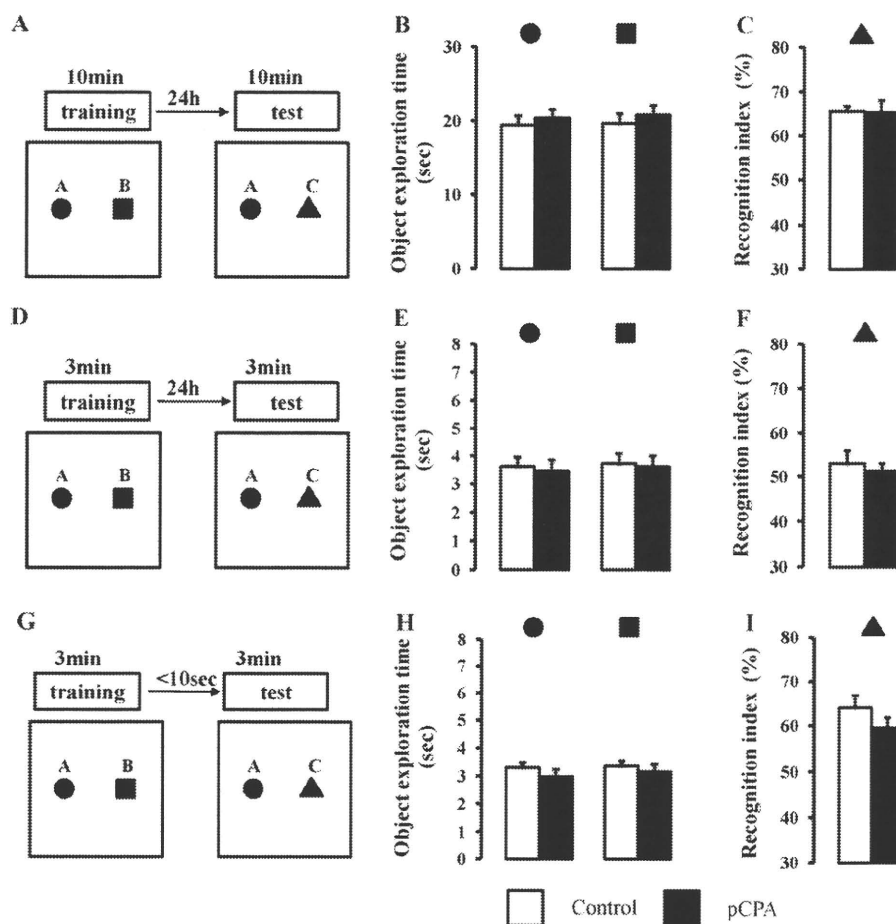 A
10min
10min
training
24h
test
A
B
A
C
B
Object exploration time
(sec)
30
20
10
0
C
Recognition index (%)
80
70
60
50
40
30
D
3min
3min
training
24h
test
A
B
A
C
E
Object exploration time
(sec)
8
7
6
5
4
3
2
1
0
F
Recognition index (%)
80
70
60
50
40
30
G
3min
3min
training
<10sec
test
A
B
A
C
H
Object exploration time
(sec)
8
7
6
5
4
3
2
1
0
I
Recognition index (%)
80
70
60
50
40
30
Control
pCPA